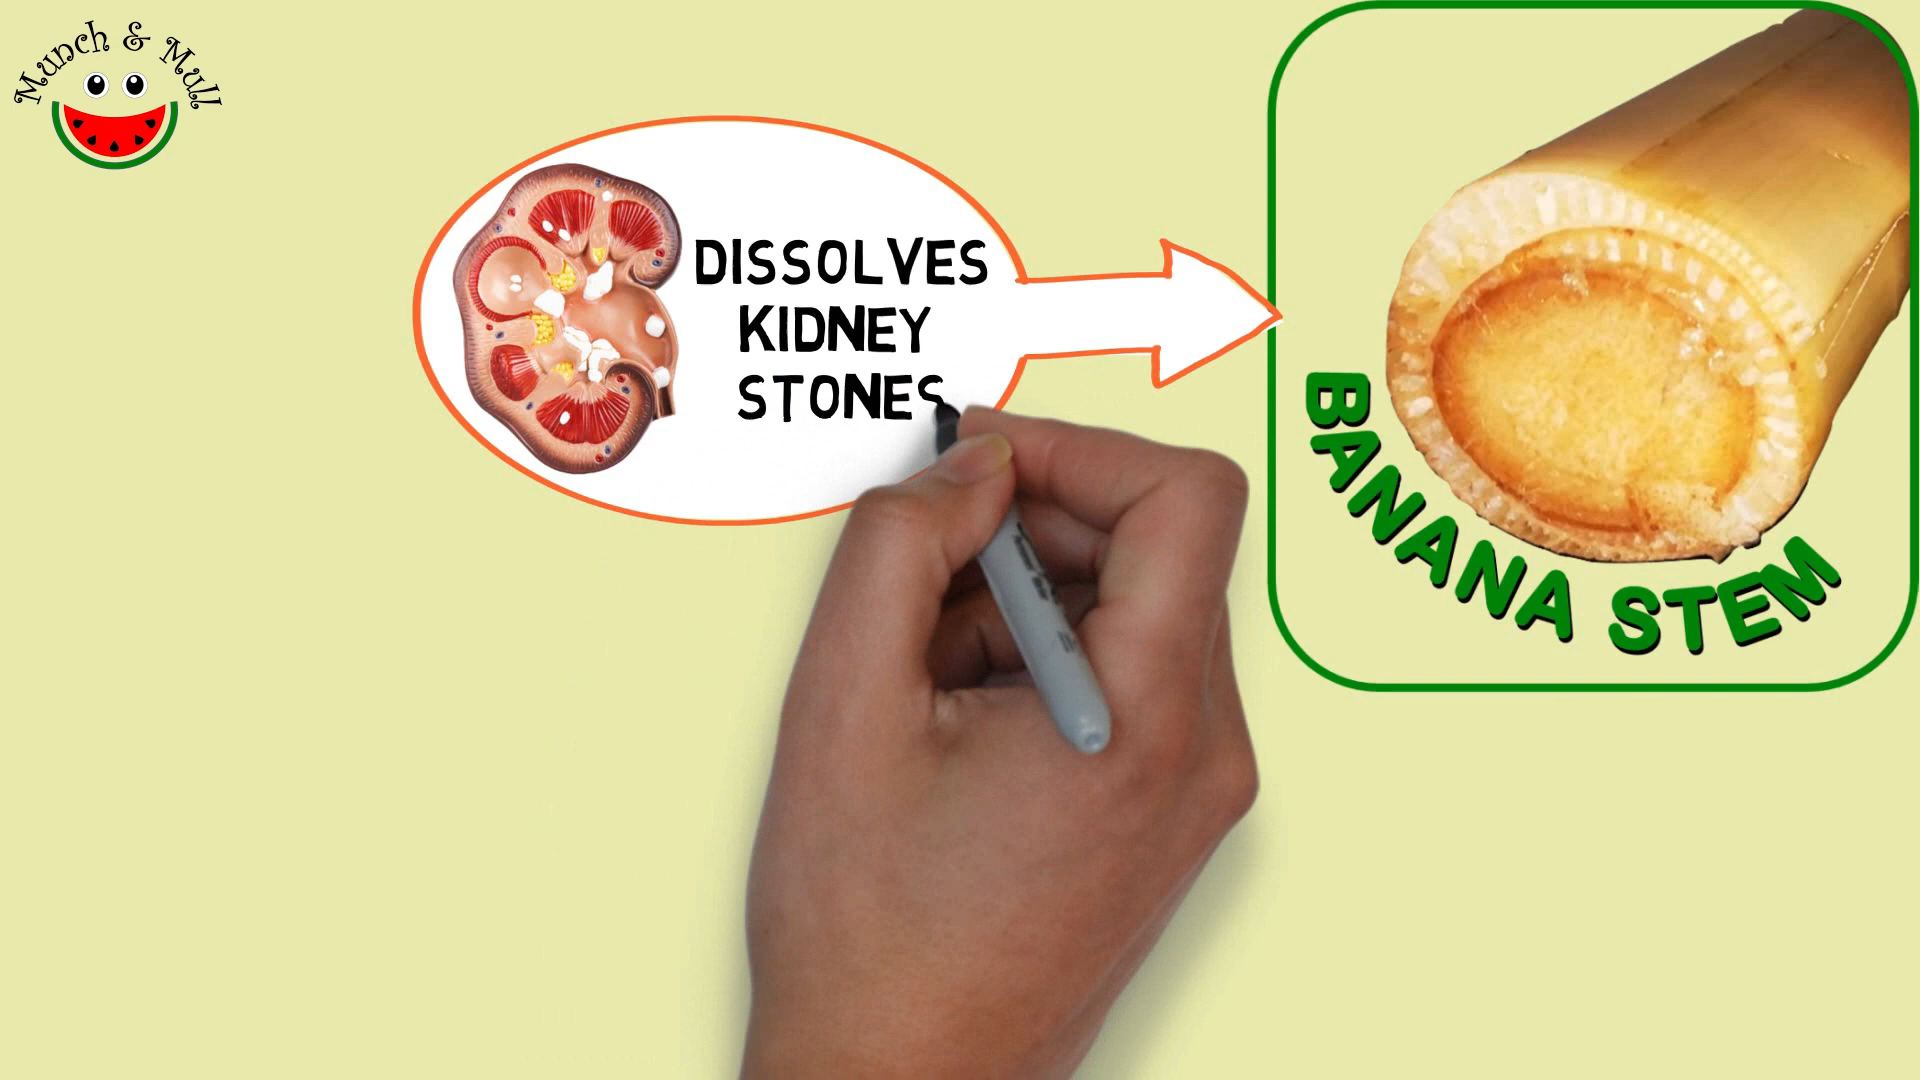 Munch & Mull
DISSOLVES
KIDNEY
STONES
BANANA STEM